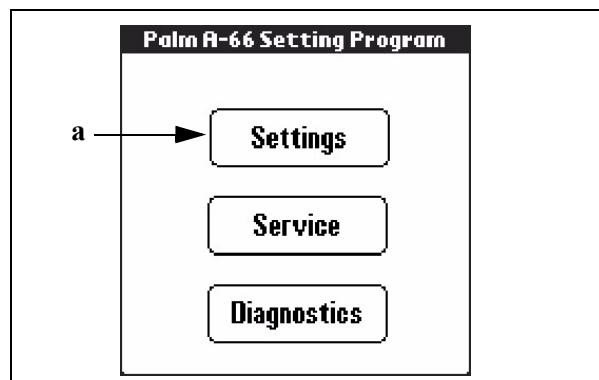 Palm A-66 Setting Program
a
Settings
Service
Diagnostics